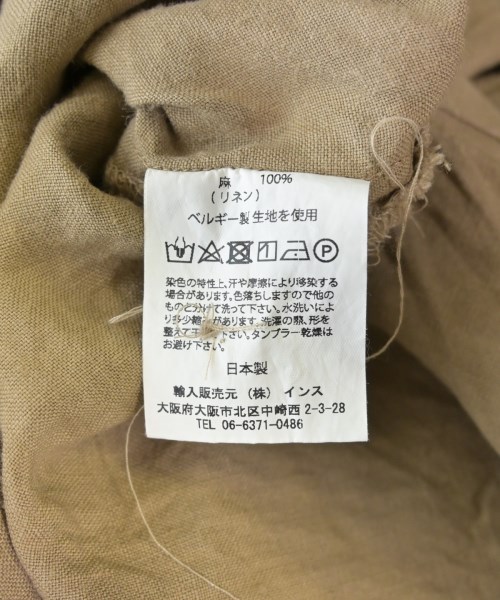 麻 100%
(リネン)
ベルギー製生地を使用
P
染色の特性上、汗や摩擦により移染する
場合があります。色落ちしますので他の
ものと分けて洗って下さい。水洗いによ
り多少縮 があります。洗濯の際、形を
整えて干 下さい。タンブラー乾燥は
お避け下さい。
日本製
輸入販売元 (株) インス
大阪府大阪市北区中崎西 2-3-28
TEL 06-6371-0486